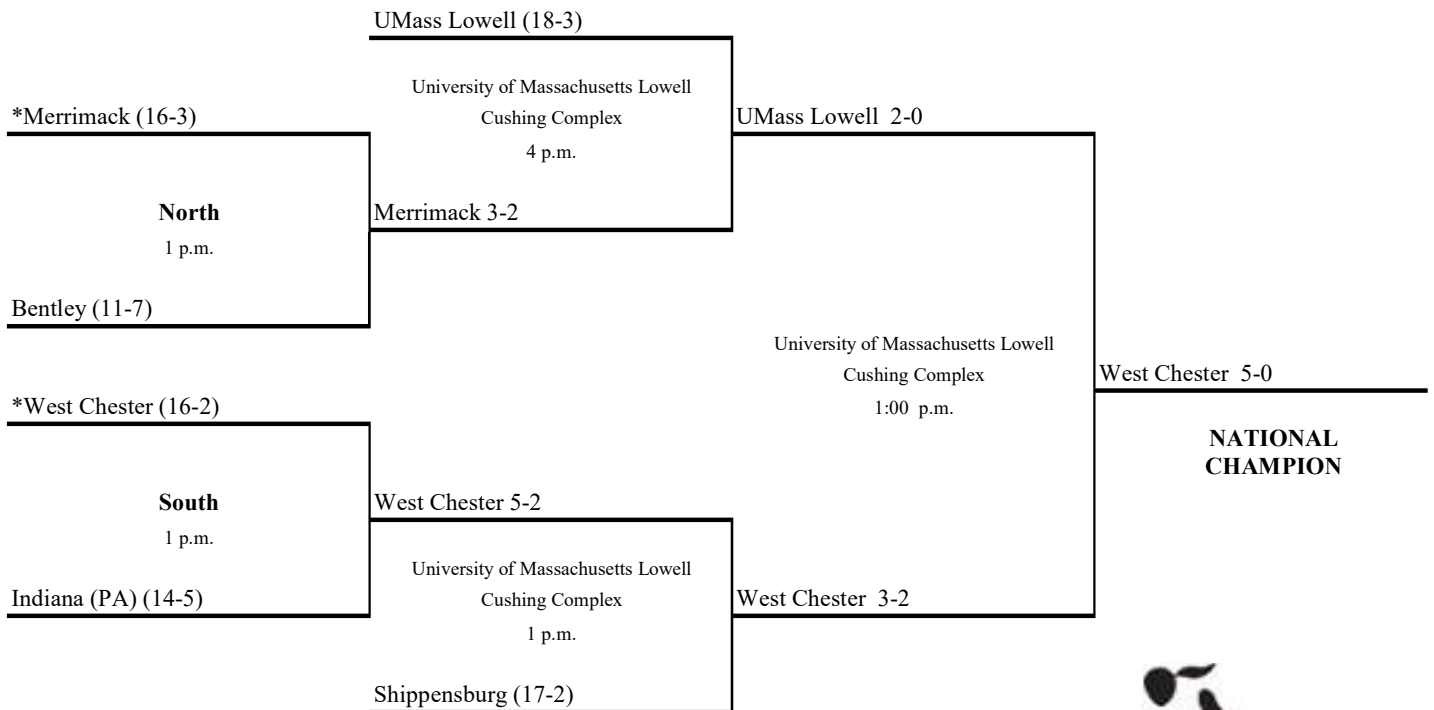 UMass Lowell (18-3)
University of Massachusetts Lowell
Cushing Complex
4 p.m.
*Merrimack (16-3)
North
1 p.m.
Bentley (11-7)
Merrimack 3-2
UMass Lowell  2-0
*West Chester (16-2)
South
1 p.m.
Indiana (PA) (14-5)
West Chester 5-2
University of Massachusetts Lowell
Cushing Complex
1 p.m.
Shippensburg (17-2)
West Chester  3-2
University of Massachusetts Lowell
Cushing Complex
1:00  p.m.
West Chester  5-0
NATIONAL
CHAMPION